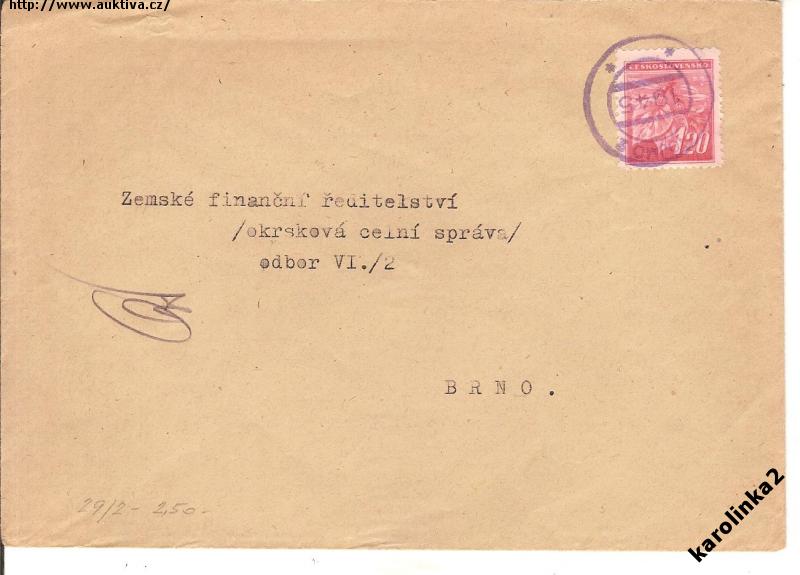 http://www.auktiva.cz/
ČESKOSLOVENSKO
1945
1'20
Zemské finanční ředitelství
/okrsková celní správa/
odbor VI./2
BRNO.
29/2 - 2,50.-
karolinka2